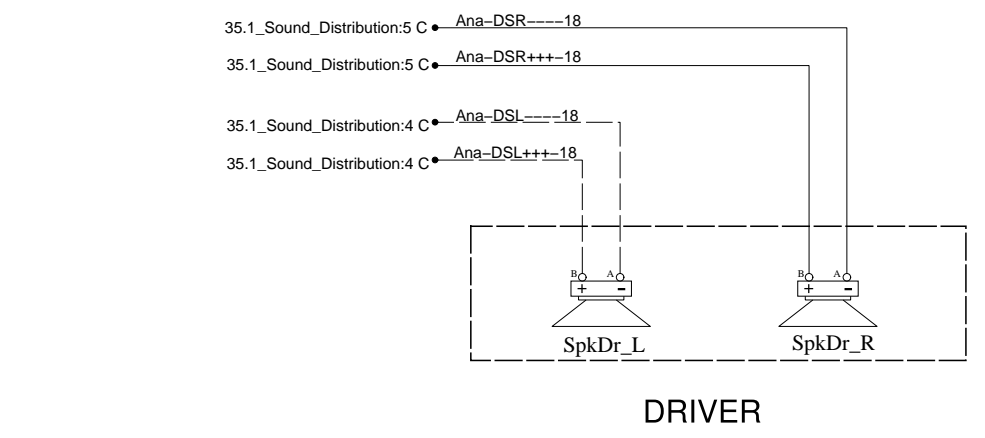 35.1_Sound_Distribution:5 C Ana-DSR----18
35.1_Sound_Distribution:5 C Ana-DSR+++-18
35.1_Sound_Distribution:4 C Ana-DSL----18
35.1_Sound_Distribution:4 C Ana-DSL+++-18
B A B A
+ - + -
SpkDr_L SpkDr_R
DRIVER